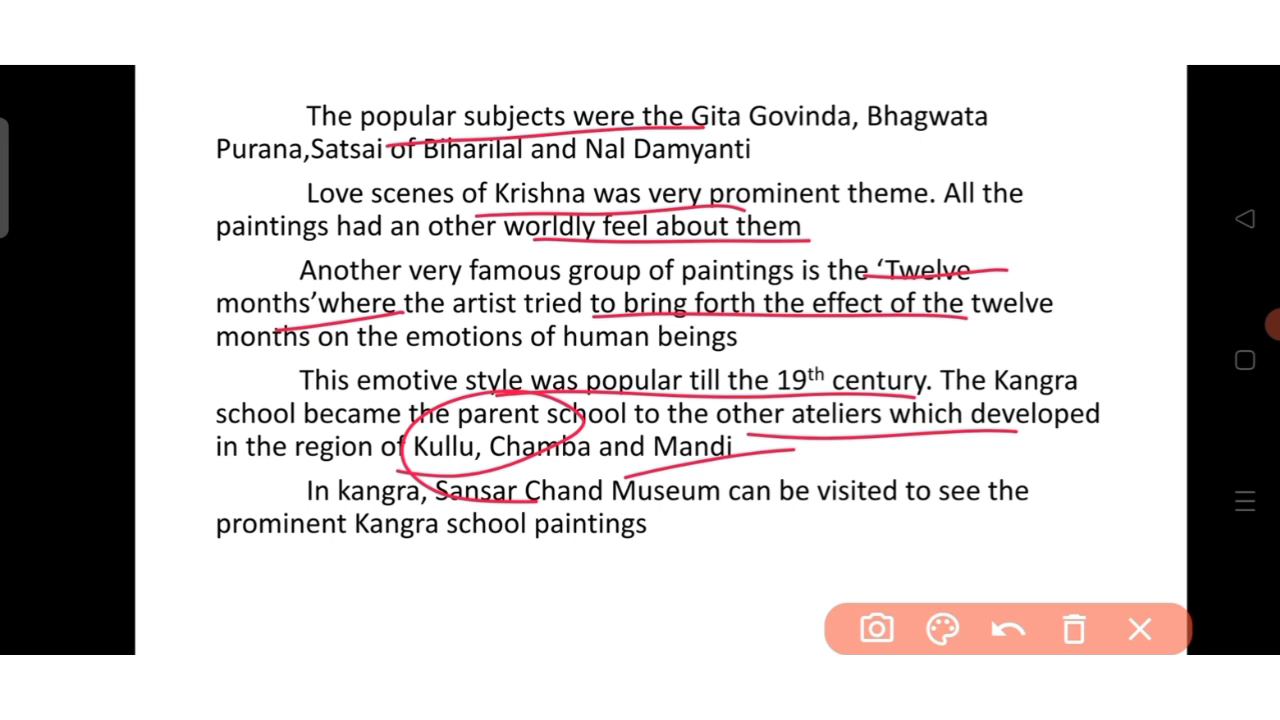 The popular subjects were the Gita Govinda, Bhagwata
Purana,Satsai of Biharilal and Nal Damyanti
Love scenes of Krishna was very prominent theme. All the
paintings had an other worldly feel about them
Another very famous group of paintings is the ‘Twelve
months’where the artist tried to bring forth the effect of the twelve
months on the emotions of human beings
This emotive style was popular till the 19th century. The Kangra
school became the parent school to the other ateliers which developed
in the region of Kullu, Chamba and Mandi
In kangra, Sansar Chand Museum can be visited to see the
prominent Kangra school paintings